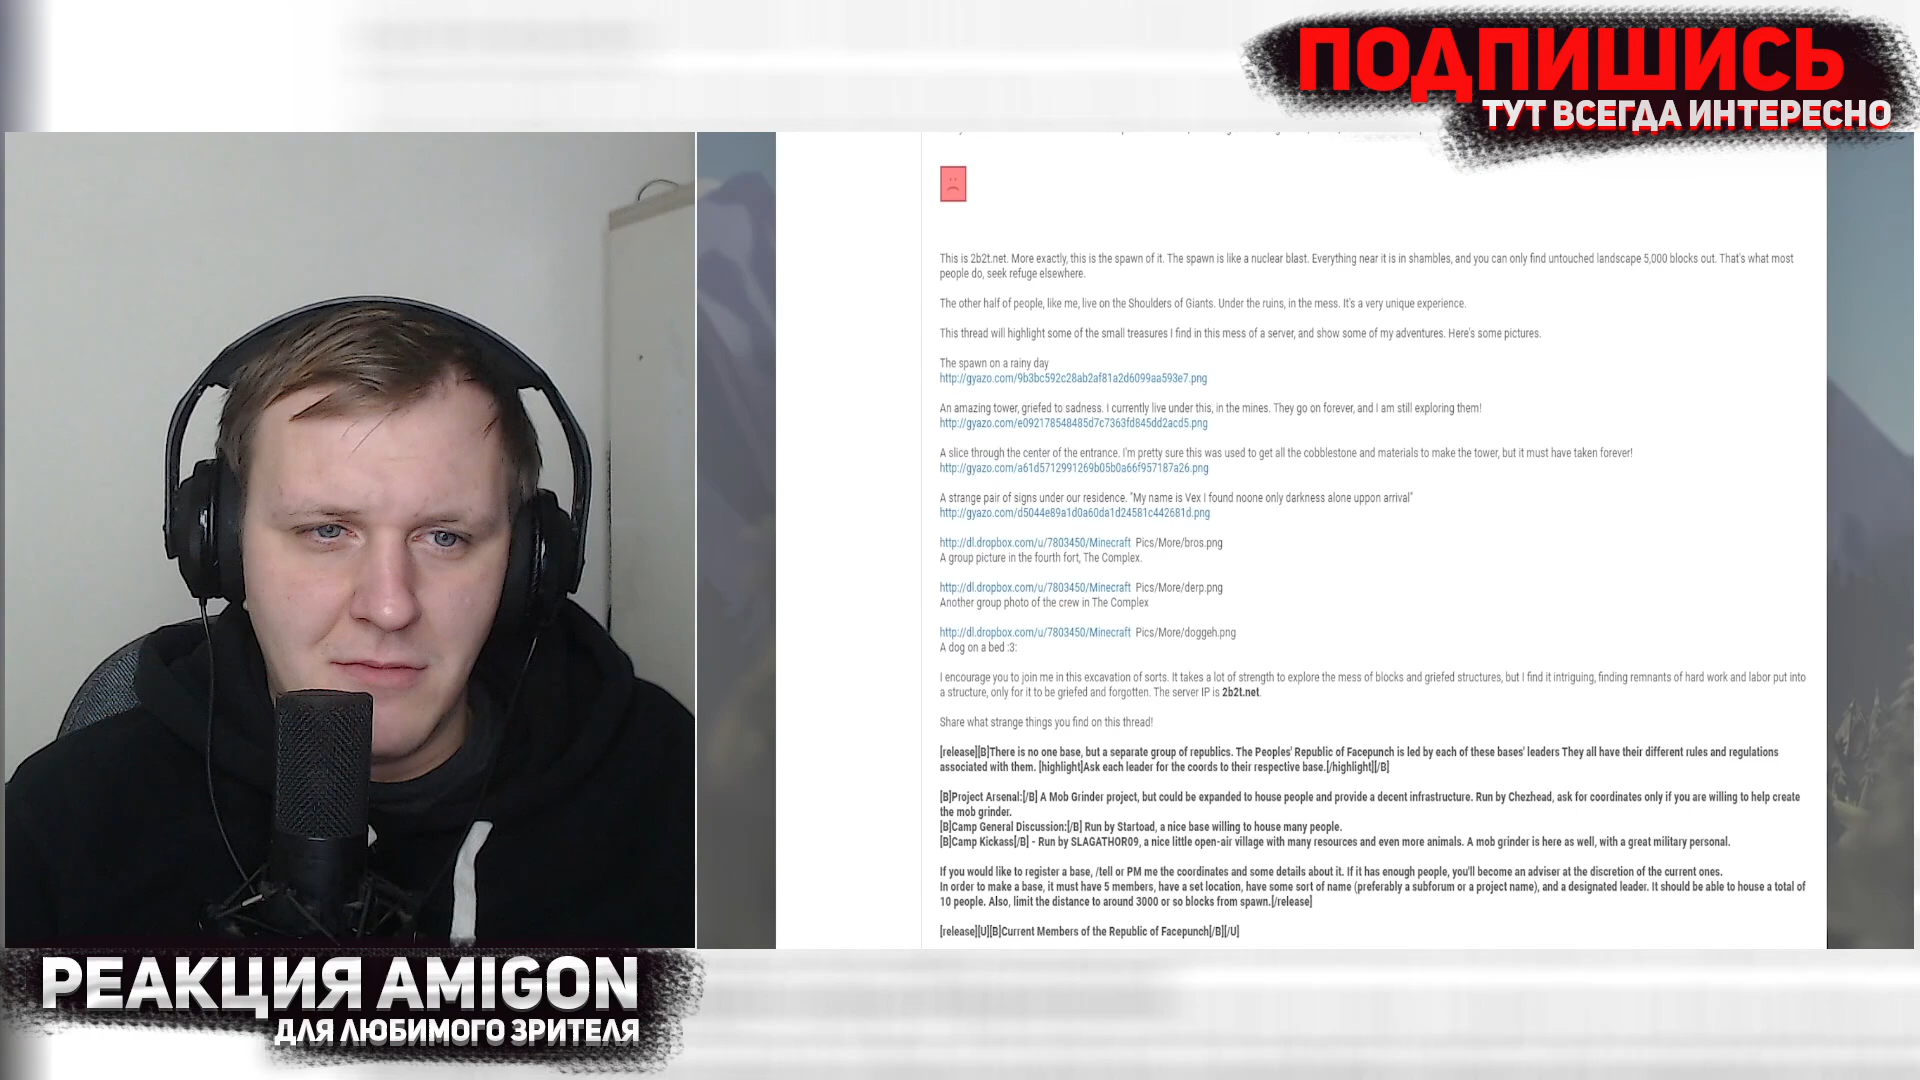 ПОДПИШИСЬ
ТУТ ВСЕГДА ИНТЕРЕСНО
This is 2b2t.net. More exactly, this is the spawn of it. The spawn is like a nuclear blast. Everything near it is in shambles, and you can only find untouched landscape 5,000 blocks out. That's what most
people do, seek refuge elsewhere.
The other half of people, like me, live on the Shoulders of Giants. Under the ruins, in the mess. It's a very unique experience.
This thread will highlight some of the small treasures I find in this mess of a server, and show some of my adventures. Here's some pictures.
The spawn on a rainy day
http://gyazo.com/9b3bc592c28ab2af81a2d6099aa593e7.png
An amazing tower, griefed to sadness. I currently live under this, in the mines. They go on forever, and I am still exploring them!
http://gyazo.com/e092178548485d7c7363fd845dd2acd5.png
A slice through the center of the entrance. I'm pretty sure this was used to get all the cobblestone and materials to make the tower, but it must have taken forever!
http://gyazo.com/a61d5712991269b05b0a66f957187a26.png
A strange pair of signs under our residence. "My name is Vex I found noone only darkness alone uppon arrival"
http://gyazo.com/d5044e89a1d0a60da1d24581c442681d.png
http://dl.dropbox.com/u/7803450/Minecraft Pics/More/bros.png
A group picture in the fourth fort, The Complex.
http://dl.dropbox.com/u/7803450/Minecraft Pics/More/derp.png
Another group photo of the crew in The Complex
http://dl.dropbox.com/u/7803450/Minecraft Pics/More/doggeh.png
A dog on a bed :3:
I encourage you to join me in this excavation of sorts. It takes a lot of strength to explore the mess of blocks and griefed structures, but I find it intriguing, finding remnants of hard work and labor put into
a structure, only for it to be griefed and forgotten. The server IP is 2b2t.net.
Share what strange things you find on this thread!
[release][B]There is no one base, but a separate group of republics. The Peoples' Republic of Facepunch is led by each of these bases' leaders They all have their different rules and regulations
associated with them. [highlight]Ask each leader for the coords to their respective base.[/highlight][/B]
[B]Project Arsenal:[/B] A Mob Grinder project, but could be expanded to house people and provide a decent infrastructure. Run by Chezhead, ask for coordinates only if you are willing to help create
the mob grinder.
[B]Camp General Discussion:[/B] Run by Startoad, a nice base willing to house many people.
[B]Camp Kickass[/B] - Run by SLAGATHOR09, a nice little open-air village with many resources and even more animals. A mob grinder is here as well, with a great military personal.
If you would like to register a base, /tell or PM me the coordinates and some details about it. If it has enough people, you'll become an adviser at the discretion of the current ones.
In order to make a base, it must have 5 members, have a set location, have some sort of name (preferably a subforum or a project name), and a designated leader. It should be able to house a total of
10 people. Also, limit the distance to around 3000 or so blocks from spawn.[/release]
[release][U][B]Current Members of the Republic of Facepunch[/B][/U]
РЕАКЦИЯ AMIGON
ДЛЯ ЛЮБИМОГО ЗРИТЕЛЯ